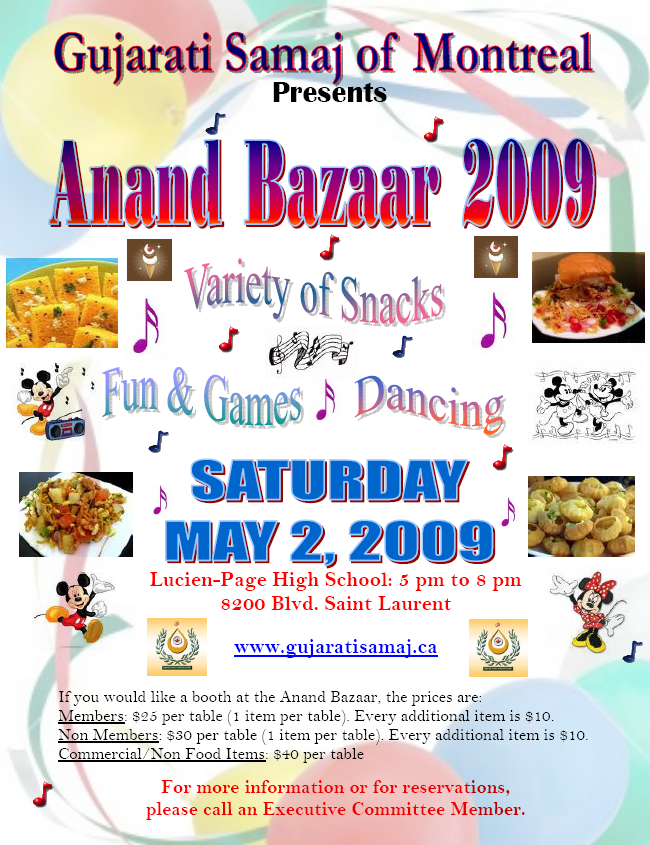 Gujarati Samaj of Montreal
Presents
Anand Bazaar 2009
Variety of Snacks
Fun & Games
Dancing
SATURDAY
MAY 2, 2009
Lucien-Page High School: 5 pm to 8 pm
8200 Blvd. Saint Laurent
www.gujaratisamaj.ca
If you would like a booth at the Anand Bazaar, the prices are:
Members: $25 per table (1 item per table). Every additional item is $10.
Non Members: $30 per table (1 item per table). Every additional item is $10.
Commercial/Non Food Items: $40 per table
For more information or for reservations,
please call an Executive Committee Member.